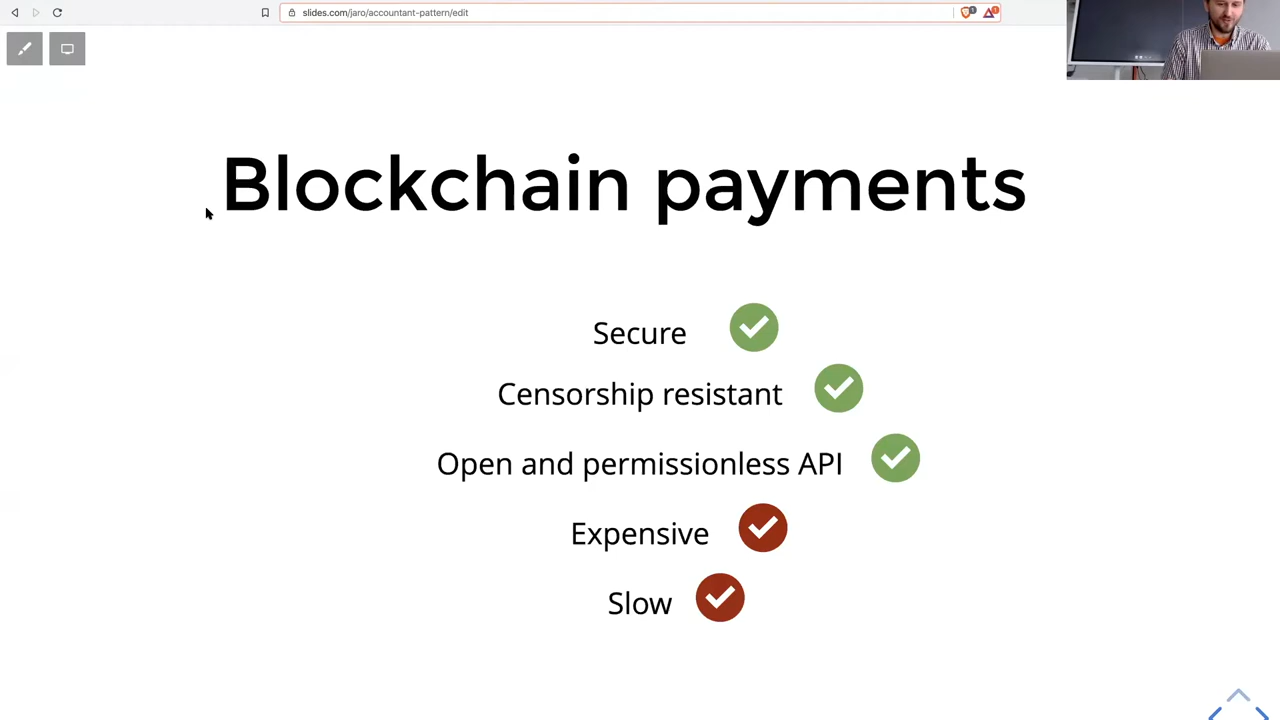 slides.com/jaro/accountant-pattern/edit
Blockchain payments
Secure
Censorship resistant
Open and permissionless API
Expensive
Slow